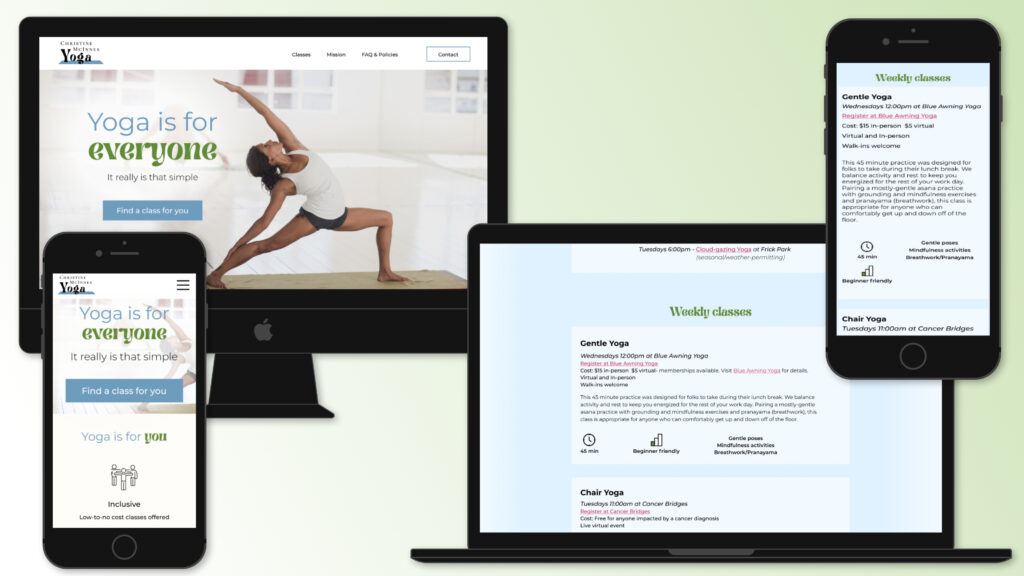 CHRISTINE
MCINNES
Yoga
Classes
Mission
FAQ & Policies
Contact
Yoga is for
everyone
It really is that simple
Find a class for you
CHRISTINE
MCINNES
Yoga
Yoga is for
everyone
It really is that simple
Find a class for you
Yoga is for you
Inclusive
Low-to-no cost classes offered
Tuesdays 6:00pm - Cloud-gazing Yoga at Frick Park
(seasonal/weather-permitting)
Weekly classes
Gentle Yoga
Wednesdays 12:00pm at Blue Awning Yoga
Register at Blue Awning Yoga
Cost: $15 in-person $5 virtual- memberships available. Visit Blue Awning Yoga for details.
Virtual and In-person
Walk-ins welcome
This 45 minute practice was designed for folks to take during their lunch break. We balance
activity and rest to keep you energized for the rest of your work day. Pairing a mostly-gentle
asana practice with grounding and mindfulness exercises and pranayama (breathwork), this
class is appropriate for anyone who can comfortably get up and down off of the floor.
45 min
Beginner friendly
Gentle poses
Mindfulness activities
Breathwork/Pranayama
Chair Yoga
Tuesdays 11:00am at Cancer Bridges
Register at Cancer Bridges
Cost: Free for anyone impacted by a cancer diagnosis
Live virtual event
Weekly classes
Gentle Yoga
Wednesdays 12:00pm at Blue Awning Yoga
Register at Blue Awning Yoga
Cost: $15 in-person $5 virtual
Virtual and In-person
Walk-ins welcome
This 45 minute practice was designed for
folks to take during their lunch break. We
balance activity and rest to keep you
energized for the rest of your work day.
Pairing a mostly-gentle asana practice
with grounding and mindfulness exercises
and pranayama (breathwork), this class is
appropriate for anyone who can
comfortably get up and down off of the
floor.
45 min
Beginner friendly
Gentle poses
Mindfulness activities
Breathwork/Pranayama
Chair Yoga
Tuesdays 11:00am at Cancer Bridges